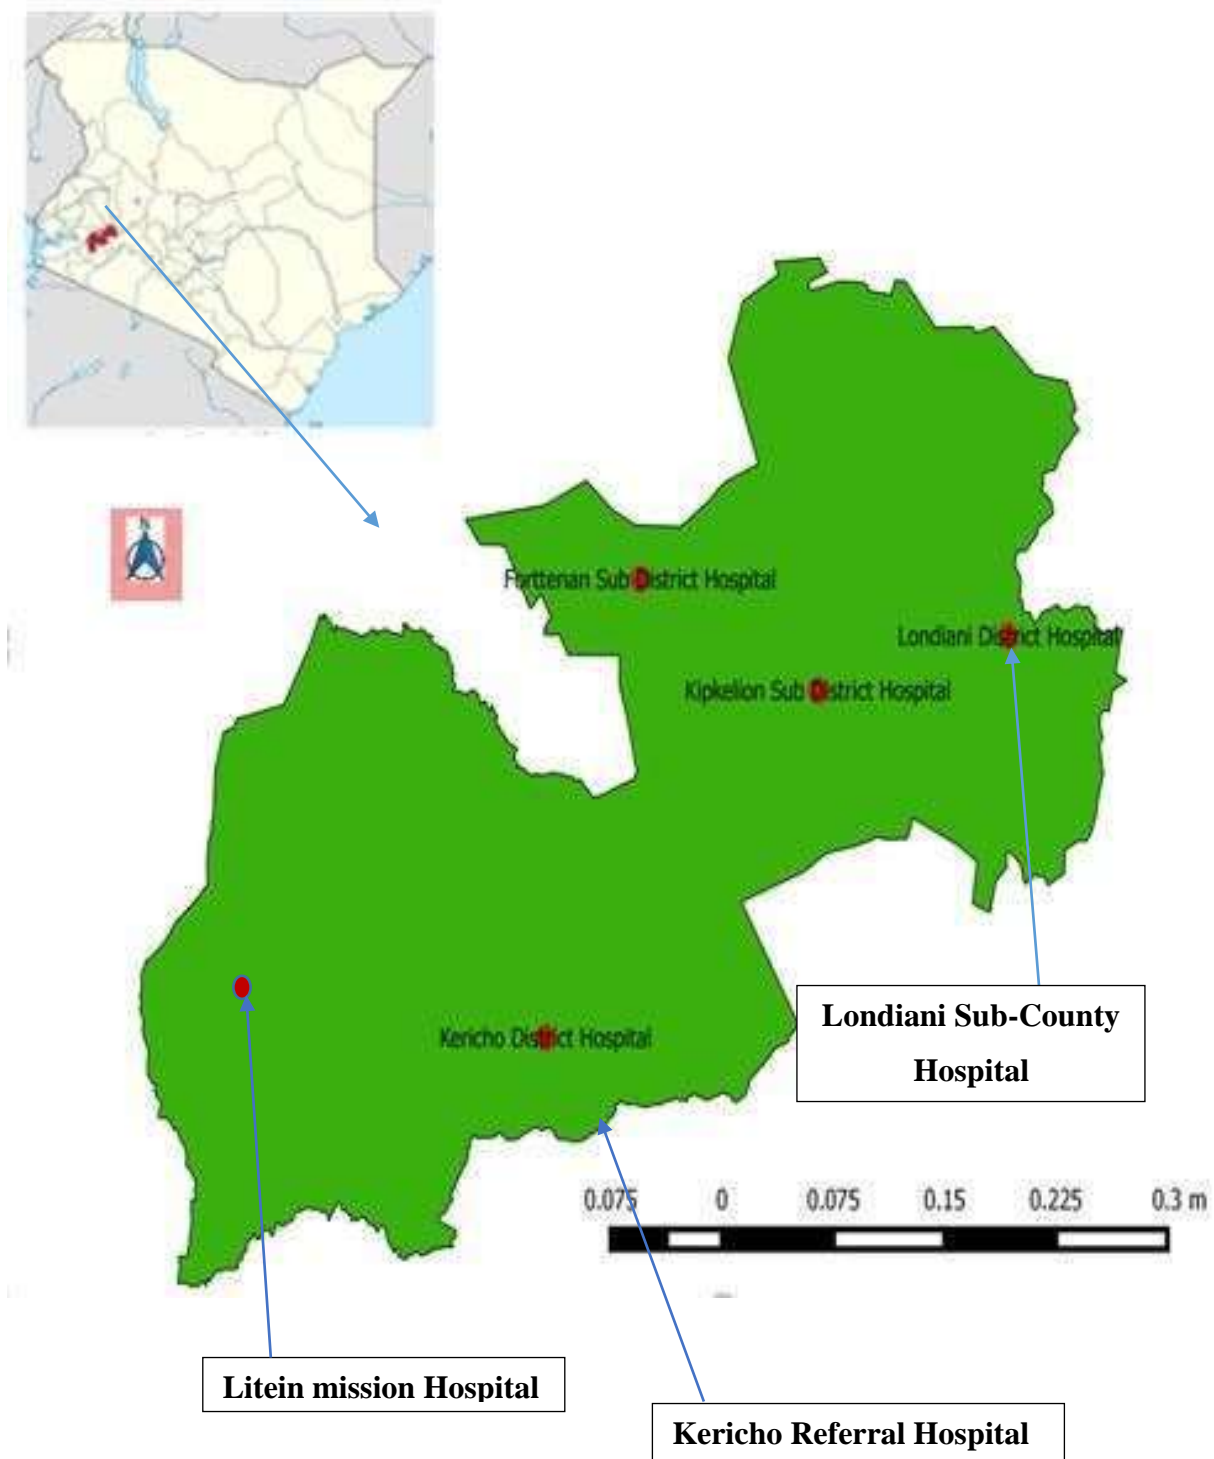 N
Forttenan Sub District Hospital
Londiani District Hospital
Kipkelion Sub District Hospital
Londiani Sub-County
Hospital
Kericho District Hospital
0.075 0 0.075 0.15 0.225 0.3 m
Litein mission Hospital
Kericho Referral Hospital